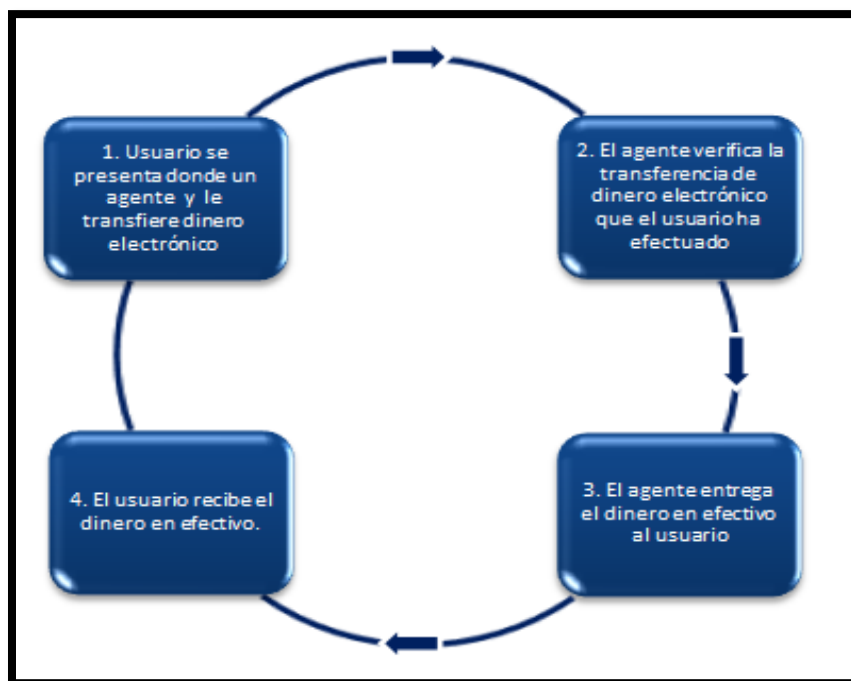 1. Usuario se
presenta donde un
agente y le
transfiere dinero
electrónico
2. El agente verifica la
transferencia de
dinero electrónico
que el usuario ha
efectuado
3. El agente entrega
el dinero en efectivo
al usuario
4. El usuario recibe el
dinero en efectivo.